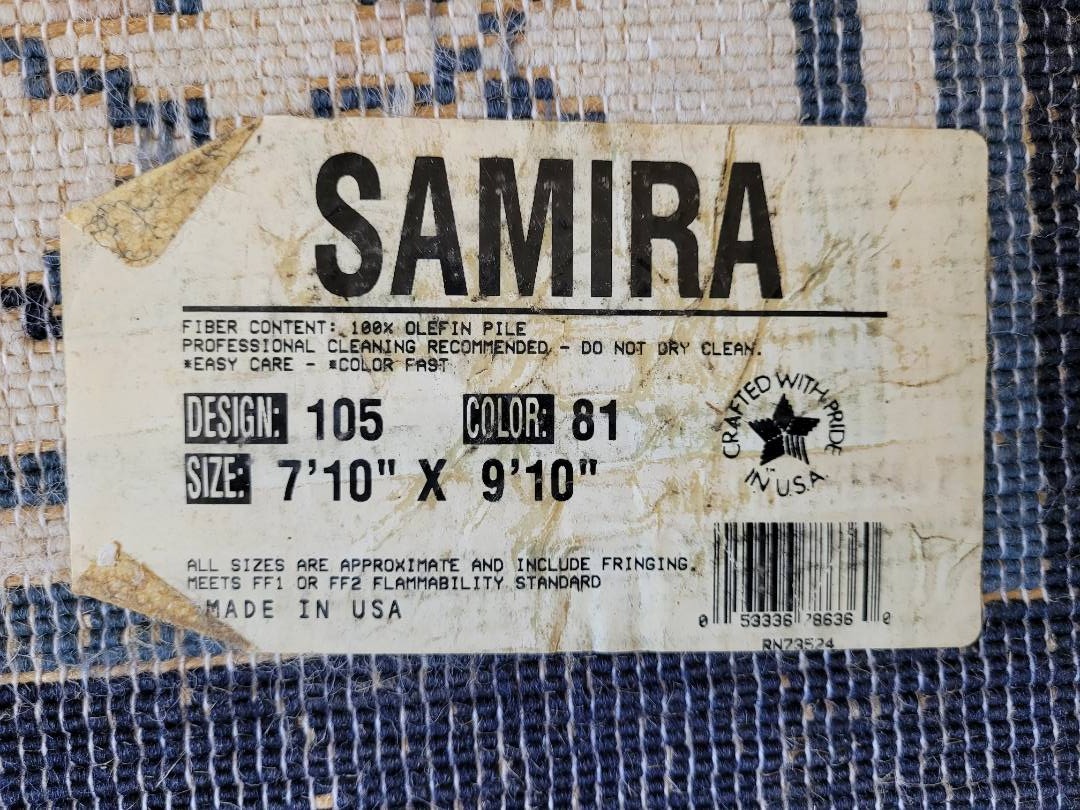 SAMIRA
FIBER CONTENT: 100% OLEFIN PILE
PROFESSIONAL CLEANING RECOMMENDED - DO NOT DRY CLEAN.
*EASY CARE - *COLOR FAST
DESIGN: 105 COLOR: 81
SIZE: 7'10" X 9'10"
CRAFTED WITH PRIDE
IN U.S.A.
ALL SIZES ARE APPROXIMATE AND INCLUDE FRINGING.
MEETS FF1 OR FF2 FLAMMABILITY STANDARD
MADE IN USA
0 53336 78636 0
RN73524